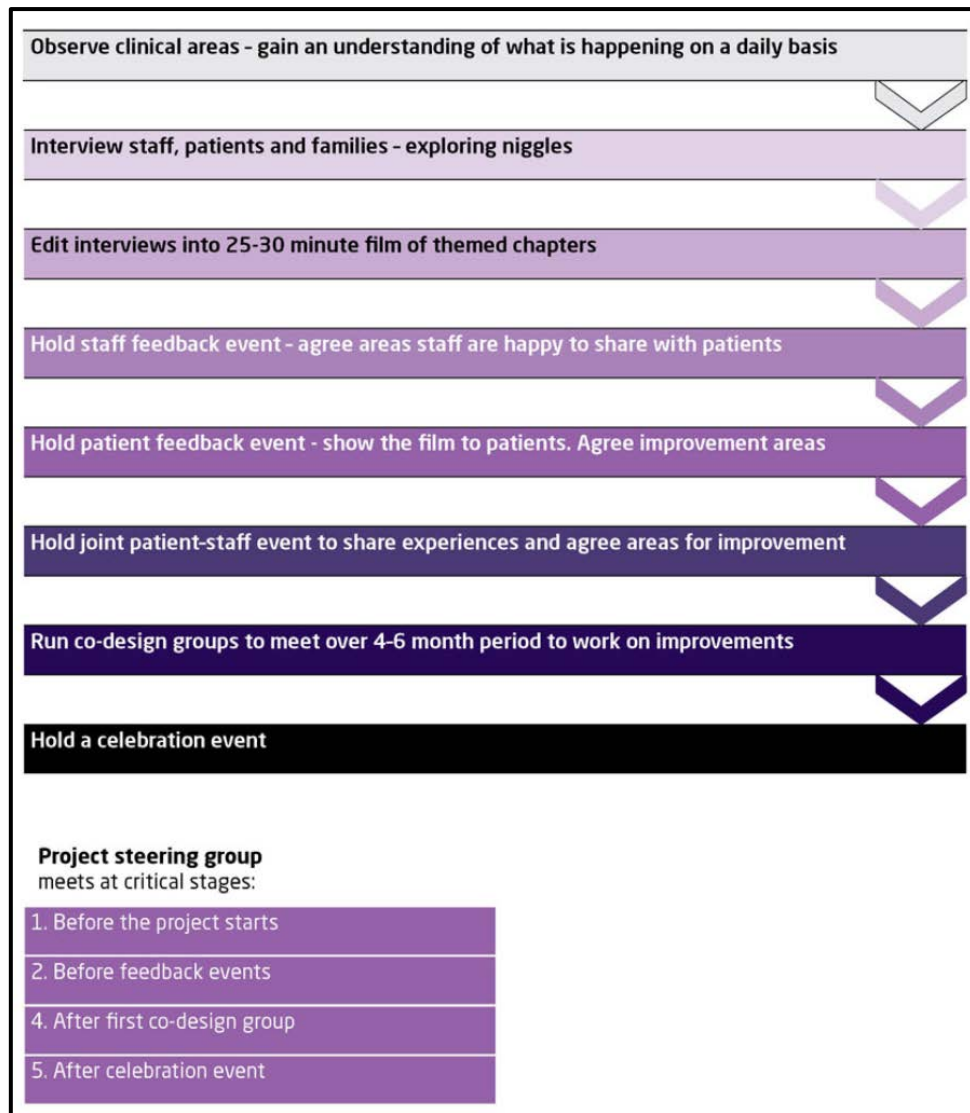 Observe clinical areas – gain an understanding of what is happening on a daily basis
Interview staff, patients and families – exploring niggles
Edit interviews into 25-30 minute film of themed chapters
Hold staff feedback event – agree areas staff are happy to share with patients
Hold patient feedback event - show the film to patients. Agree improvement areas
Hold joint patient–staff event to share experiences and agree areas for improvement
Run co-design groups to meet over 4–6 month period to work on improvements
Hold a celebration event
Project steering group
meets at critical stages:
1. Before the project starts
2. Before feedback events
4. After first co-design group
5. After celebration event